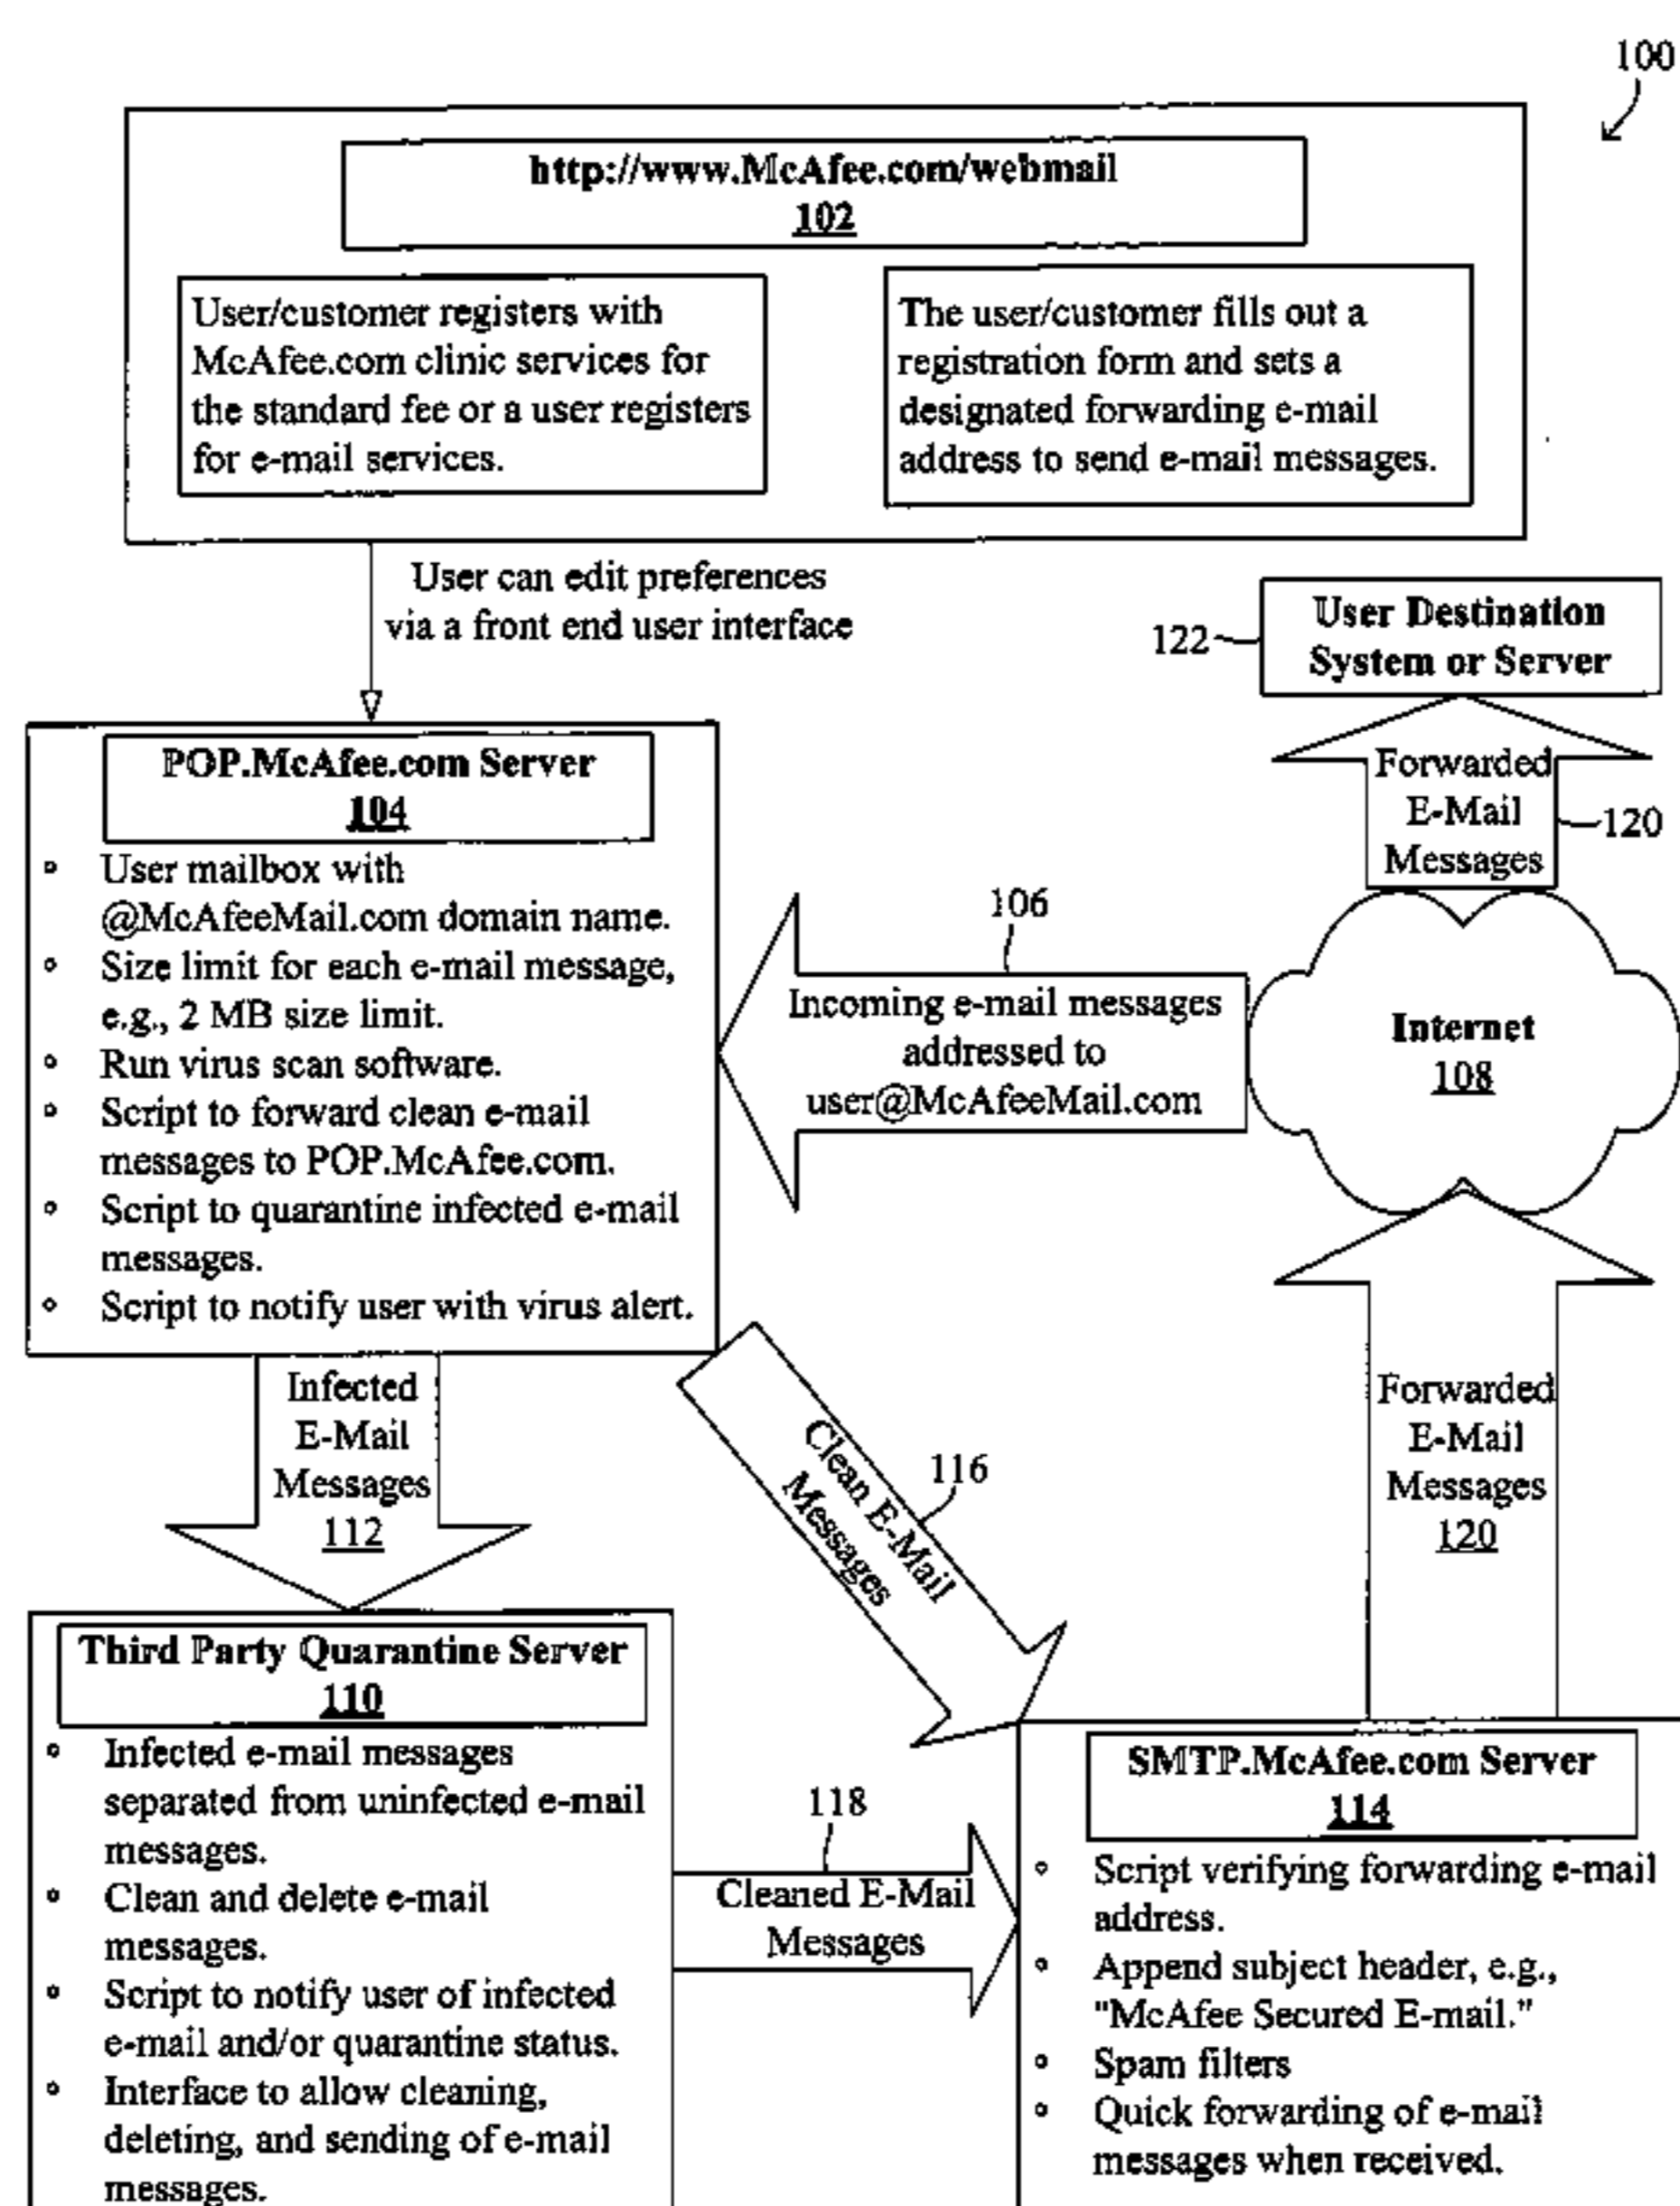 100
http://www.McAfee.com/webmail
102
User/customer registers with
McAfee.com clinic services for
the standard fee or a user registers
for e-mail services.
The user/customer fills out a
registration form and sets a
designated forwarding e-mail
address to send e-mail messages.
User can edit preferences
via a front end user interface
122
User Destination
System or Server
Forwarded
E-Mail
Messages
120
POP.McAfee.com Server
104
° User mailbox with
@McAfeeMail.com domain name.
° Size limit for each e-mail message,
e.g., 2 MB size limit.
° Run virus scan software.
° Script to forward clean e-mail
messages to POP.McAfee.com.
° Script to quarantine infected e-mail
messages.
° Script to notify user with virus alert.
106
Incoming e-mail messages
addressed to
user@McAfeeMail.com
Internet
108
Infected
E-Mail
Messages
112
Clean E-Mail
Messages
116
Forwarded
E-Mail
Messages
120
Third Party Quarantine Server
110
° Infected e-mail messages
separated from uninfected e-mail
messages.
° Clean and delete e-mail
messages.
° Script to notify user of infected
e-mail and/or quarantine status.
° Interface to allow cleaning,
deleting, and sending of e-mail
messages.
118
Cleaned E-Mail
Messages
SMTP.McAfee.com Server
114
° Script verifying forwarding e-mail
address.
° Append subject header, e.g.,
"McAfee Secured E-mail."
° Spam filters
° Quick forwarding of e-mail
messages when received.